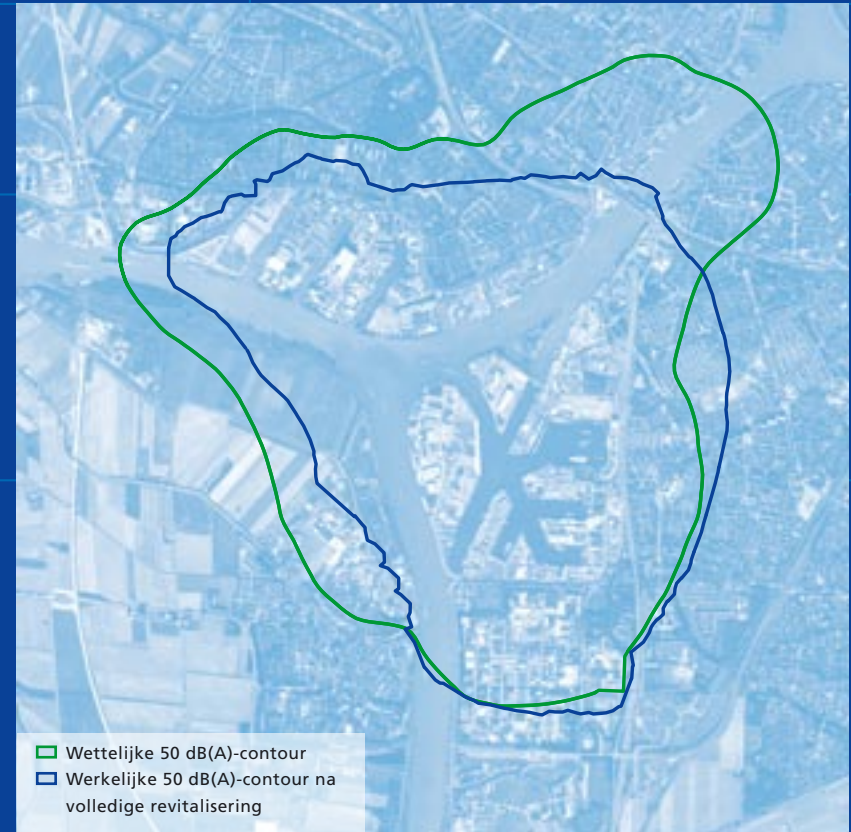 Wettelijke 50 dB(A)-contour
Werkelijke 50 dB(A)-contour na
volledige revitalisering